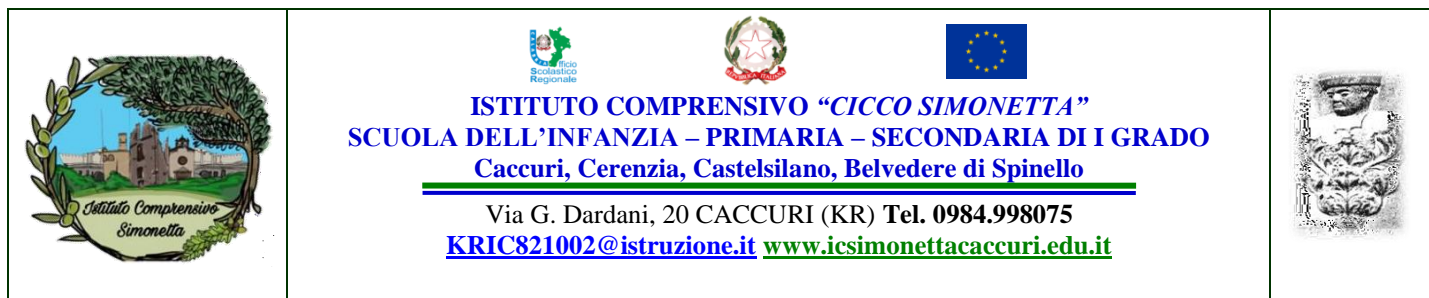 Istituto Comprensivo
Simonetta
Ufficio
Scolastico
Regionale
REPVBBLICA ITALIANA
ISTITUTO COMPRENSIVO “CICCO SIMONETTA”
SCUOLA DELL’INFANZIA – PRIMARIA – SECONDARIA DI I GRADO
Caccuri, Cerenzia, Castelsilano, Belvedere di Spinello
Via G. Dardani, 20 CACCURI (KR) Tel. 0984.998075
KRIC821002@istruzione.it www.icsimonettacaccuri.edu.it